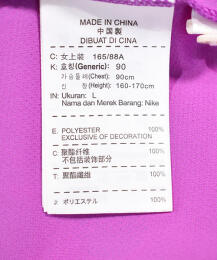 MADE IN CHINA
中国製
DIBUAT DI CINA
C: 女上装 165/88A
K: 호칭(Generic): 90
가슴둘레(Chest): 90cm
신 장(Height): 160-170cm
IN: Ukuran: L
Nama dan Merek Barang: Nike
E: POLYESTER 100%
EXCLUSIVE OF DECORATION
C: 聚酯纤维 100%
不包括装饰部分
T: 聚酯纖維 100%
J: ポリエステル 100%